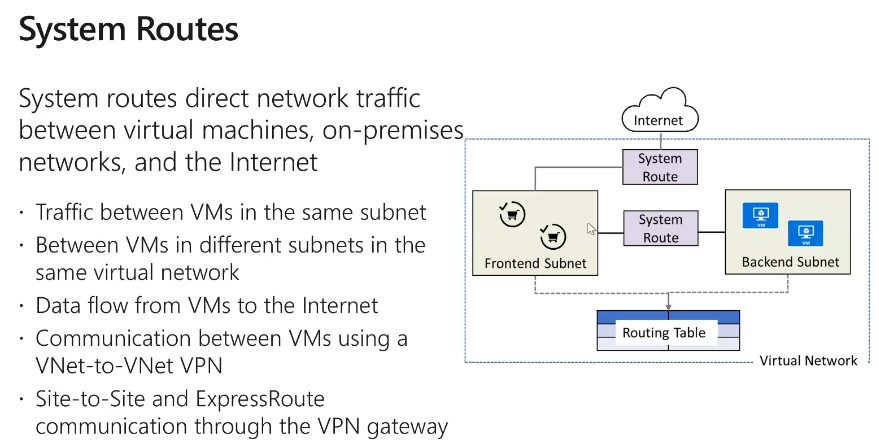 System Routes
System routes direct network traffic
between virtual machines, on-premises
networks, and the Internet
· Traffic between VMs in the same subnet
· Between VMs in different subnets in the
same virtual network
· Data flow from VMs to the Internet
· Communication between VMs using a
VNet-to-VNet VPN
· Site-to-Site and ExpressRoute
communication through the VPN gateway
Internet
System
Route
System
Route
VM
VM
Frontend Subnet
Backend Subnet
Routing Table
Virtual Network